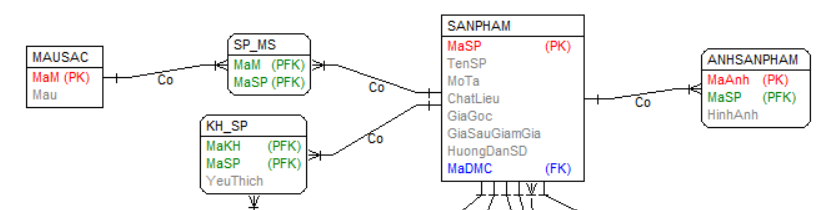 MAUSAC
MaM (PK)
Mau
Co
SP_MS
MaM (PFK)
MaSP (PFK)
Co
KH_SP
MaKH (PFK)
MaSP (PFK)
YeuThich
Co
SANPHAM
MaSP (PK)
TenSP
MoTa
ChatLieu
GiaGoc
GiaSauGiamGia
HuongDanSD
MaDMC (FK)
Co
ANHSANPHAM
MaAnh (PK)
MaSP (PFK)
HinhAnh